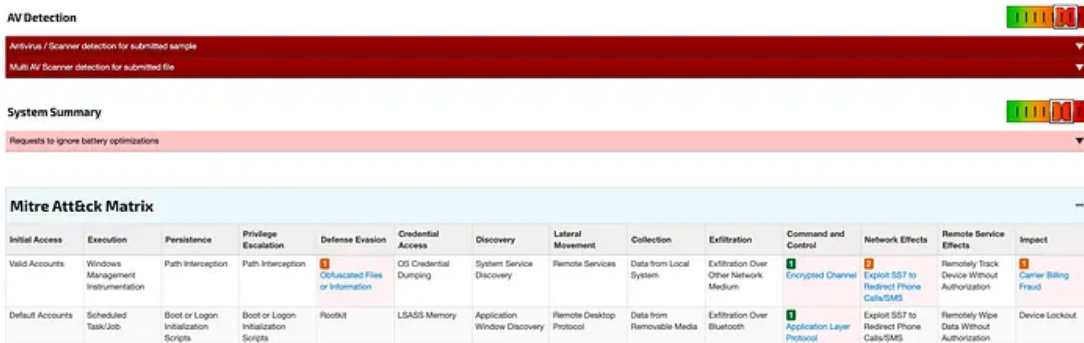 AV Detection
Antivirus / Scanner detection for submitted sample
Multi AV Scanner detection for submitted file
System Summary
Requests to ignore battery optimizations
Mitre Att&ck Matrix
Initial Access Execution Persistence Privilege Escalation Defense Evasion Credential Access Discovery Lateral Movement Collection Exfiltration Command and Control Network Effects Remote Service Effects Impact
Valid Accounts Windows Management Instrumentation Path Interception Path Interception 1 Obfuscated Files or Information OS Credential Dumping System Service Discovery Remote Services Data from Local System Exfiltration Over Other Network Medium 1 Encrypted Channel 2 Exploit SS7 to Redirect Phone Calls/SMS Remotely Track Device Without Authorization 1 Carrier Billing Fraud
Default Accounts Scheduled Task/Job Boot or Logon Initialization Scripts Boot or Logon Initialization Scripts Rootkit LSASS Memory Application Window Discovery Remote Desktop Protocol Data from Removable Media Exfiltration Over Bluetooth 1 Application Layer Protocol Exploit SS7 to Redirect Phone Calls/SMS Remotely Wipe Data Without Authorization Device Lockout